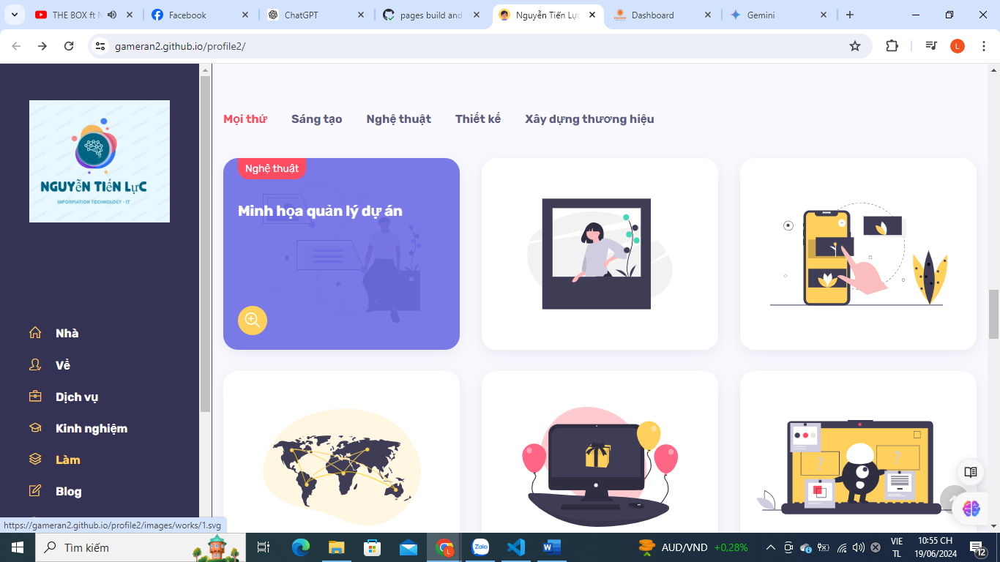 THE BOX ft N
Facebook
ChatGPT
pages build and
Nguyễn Tiến Lực
Dashboard
Gemini
gameran2.github.io/profile2/
L
NGUYỄN TIẾN LỰC
INFORMATION TECHNOLOGY - IT
Nhà
Về
Dịch vụ
Kinh nghiệm
Làm
Blog
Mọi thứ
Sáng tạo
Nghệ thuật
Thiết kế
Xây dựng thương hiệu
Nghệ thuật
Minh họa quản lý dự án
?
?
https://gameran2.github.io/profile2/images/works/1.svg
Tìm kiếm
L
Zalo
W
AUD/VND +0,28%
VIE
TL
10:55 CH
19/06/2024
12